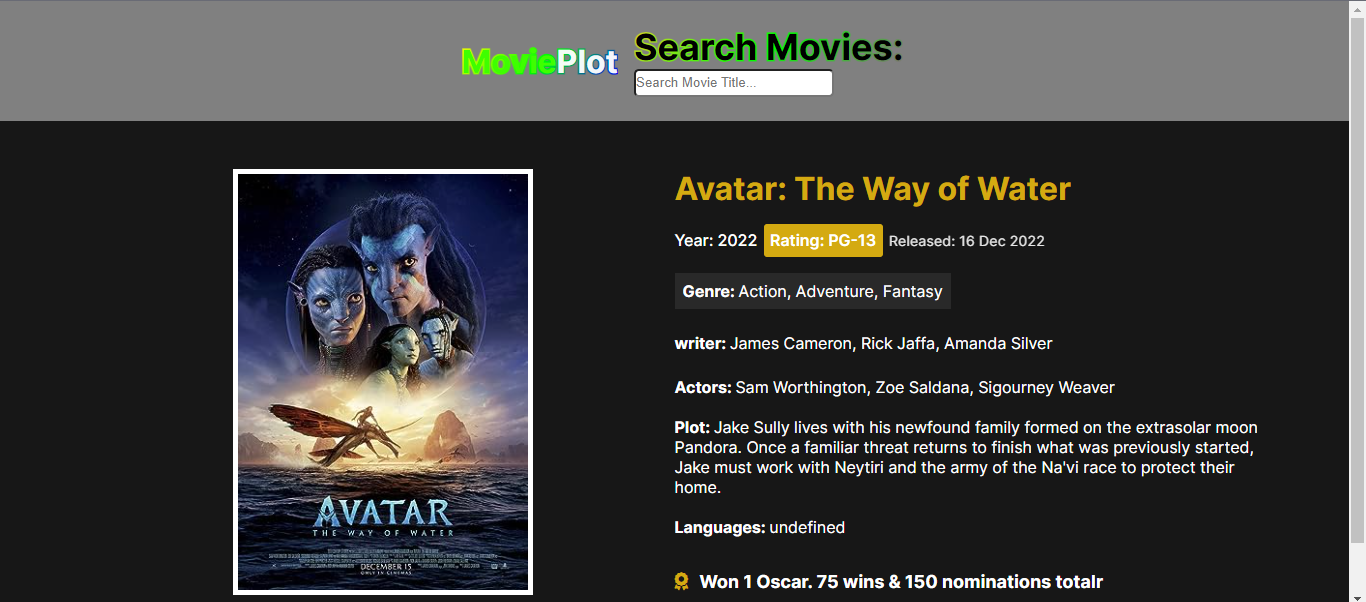 MoviePlot
Search Movies:
Search Movie Title...
AVATAR
THE WAY OF WATER
DECEMBER 15
ONLY IN CINEMAS
Avatar: The Way of Water
Year: 2022 Rating: PG-13 Released: 16 Dec 2022
Genre: Action, Adventure, Fantasy
writer: James Cameron, Rick Jaffa, Amanda Silver
Actors: Sam Worthington, Zoe Saldana, Sigourney Weaver
Plot: Jake Sully lives with his newfound family formed on the extrasolar moon
Pandora. Once a familiar threat returns to finish what was previously started,
Jake must work with Neytiri and the army of the Na'vi race to protect their
home.
Languages: undefined
Won 1 Oscar. 75 wins & 150 nominations totalr